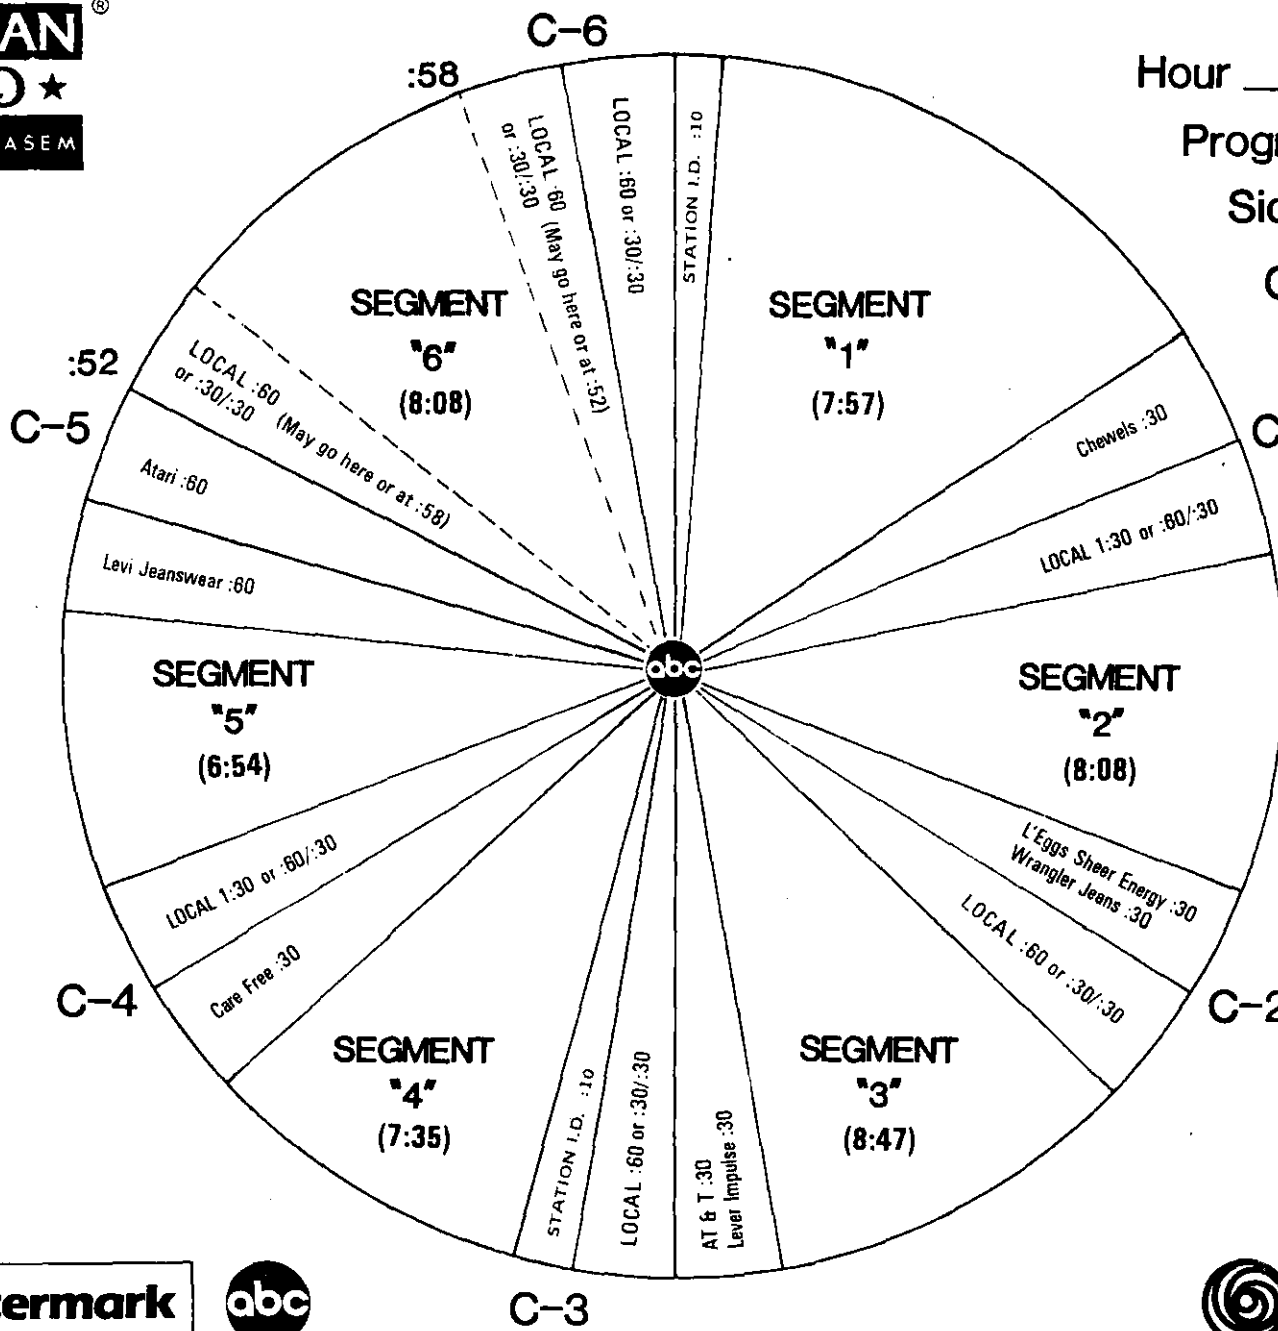 AN ®
ASEM
C-6
:58
Hour
STATION I.D. :10
SEGMENT
"1"
(7:57)
Chewels :30
LOCAL 1:30 or :60/:30
SEGMENT
"2"
(8:08)
L'Eggs Sheer Energy :30
Wrangler Jeans :30
C-2
LOCAL :60 or :30/:30
SEGMENT
"3"
(8:47)
AT & T :30
Lever Impulse :30
C-3
LOCAL :60 or :30/:30
STATION I.D. :10
SEGMENT
"4"
(7:35)
Care Free :30
C-4
LOCAL 1:30 or :60/:30
SEGMENT
"5"
(6:54)
Levi Jeanswear :60
Atari :60
C-5
:52
LOCAL :60
or :30/:30 (May go here or at :58)
SEGMENT
"6"
(8:08)
LOCAL :60
or :30/:30 (May go here or at :52)
LOCAL :60 or :30/:30
abc
termark
abc